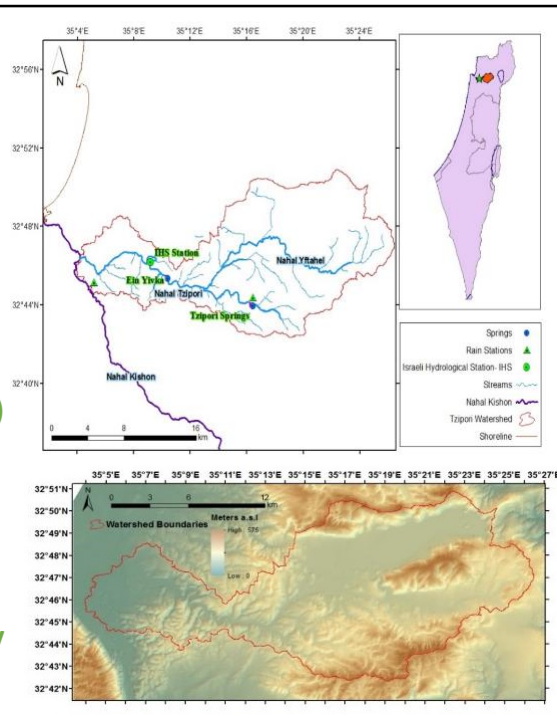 35°4'E 35°8'E 35°12'E 35°16'E 35°20'E 35°24'E
32°56'N
32°52'N
32°48'N
32°44'N
32°40'N
N
IHS Station
Nahal Yftahel
Ein Yivka
Nahal Tzipori
Tzipori Springs
Nahal Kishon
0 4 8 16
km
Springs
Rain Stations
Israeli Hydrological Station- IHS
Streams
Nahal Kishon
Tzipori Watershed
Shoreline
35°5'E 35°7'E 35°9'E 35°11'E 35°13'E 35°15'E 35°17'E 35°19'E 35°21'E 35°23'E 35°25'E 35°27'E
32°51'N
32°50'N
32°49'N
32°48'N
32°47'N
32°46'N
32°45'N
32°44'N
32°43'N
32°42'N
N
0 3 6 12
km
Watershed Boundaries
Meters a.s.l
High : 525
Low : 0